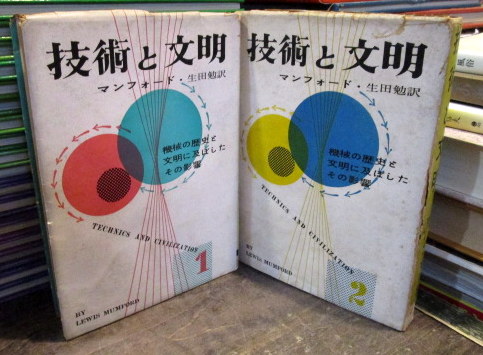 技術と文明
マンフォード・生田勉訳
機械の歴史と
文明に及ぼした
その影響
TECHNICS AND CIVILIZATION
1
BY
LEWIS MUMFORD
技術と文明
マンフォード・生田勉訳
機械の歴史と
文明に及ぼした
その影響
TECHNICS AND CIVILIZATION
2
BY
LEWIS MUMFORD